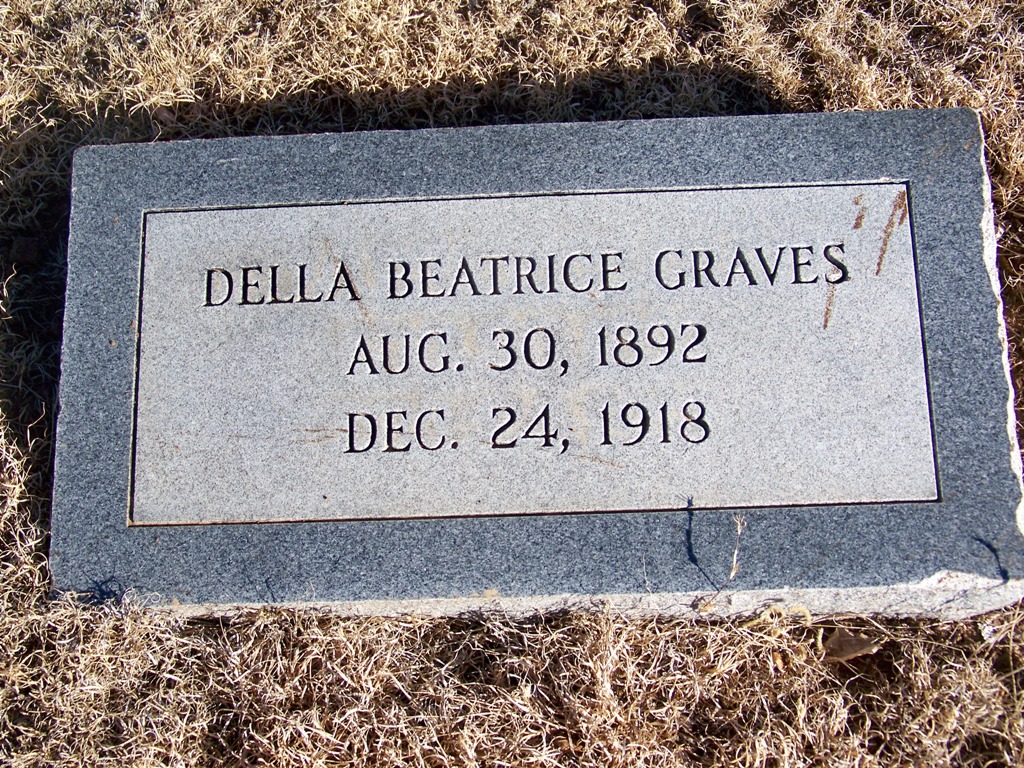 DELLA BEATRICE GRAVES
AUG. 30, 1892
DEC. 24, 1918